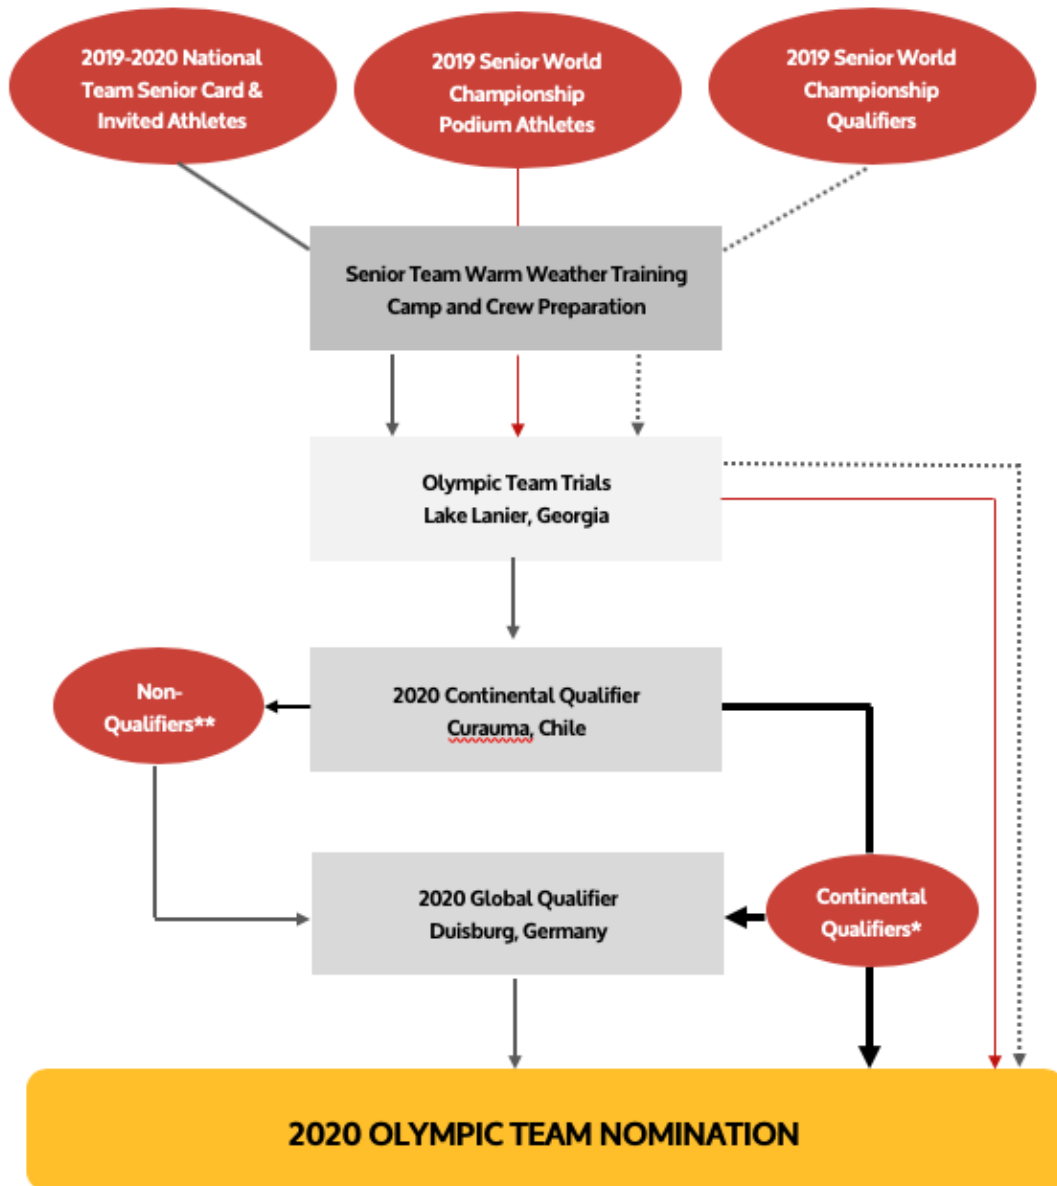 2019-2020 National
Team Senior Card &
Invited Athletes
2019 Senior World
Championship
Podium Athletes
2019 Senior World
Championship
Qualifiers
Senior Team Warm Weather Training
Camp and Crew Preparation
Olympic Team Trials
Lake Lanier, Georgia
Non-
Qualifiers**
2020 Continental Qualifier
Curauma, Chile
2020 Global Qualifier
Duisburg, Germany
Continental
Qualifiers*
2020 OLYMPIC TEAM NOMINATION